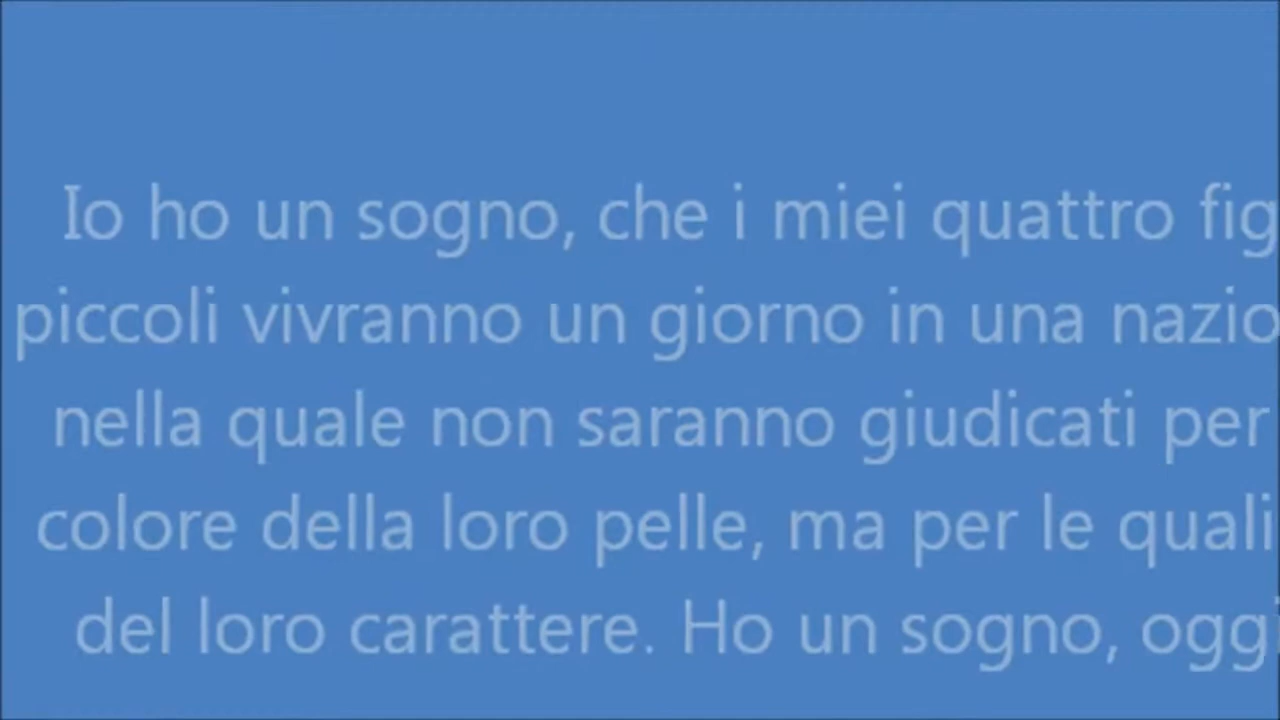 Io ho un sogno, che i miei quattro fig
piccoli vivranno un giorno in una nazio
nella quale non saranno giudicati per
colore della loro pelle, ma per le quali
del loro carattere. Ho un sogno, oggi